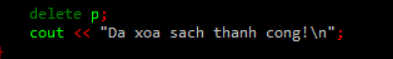 delete p;
cout << "Da xoa sach thanh cong!\n";
}